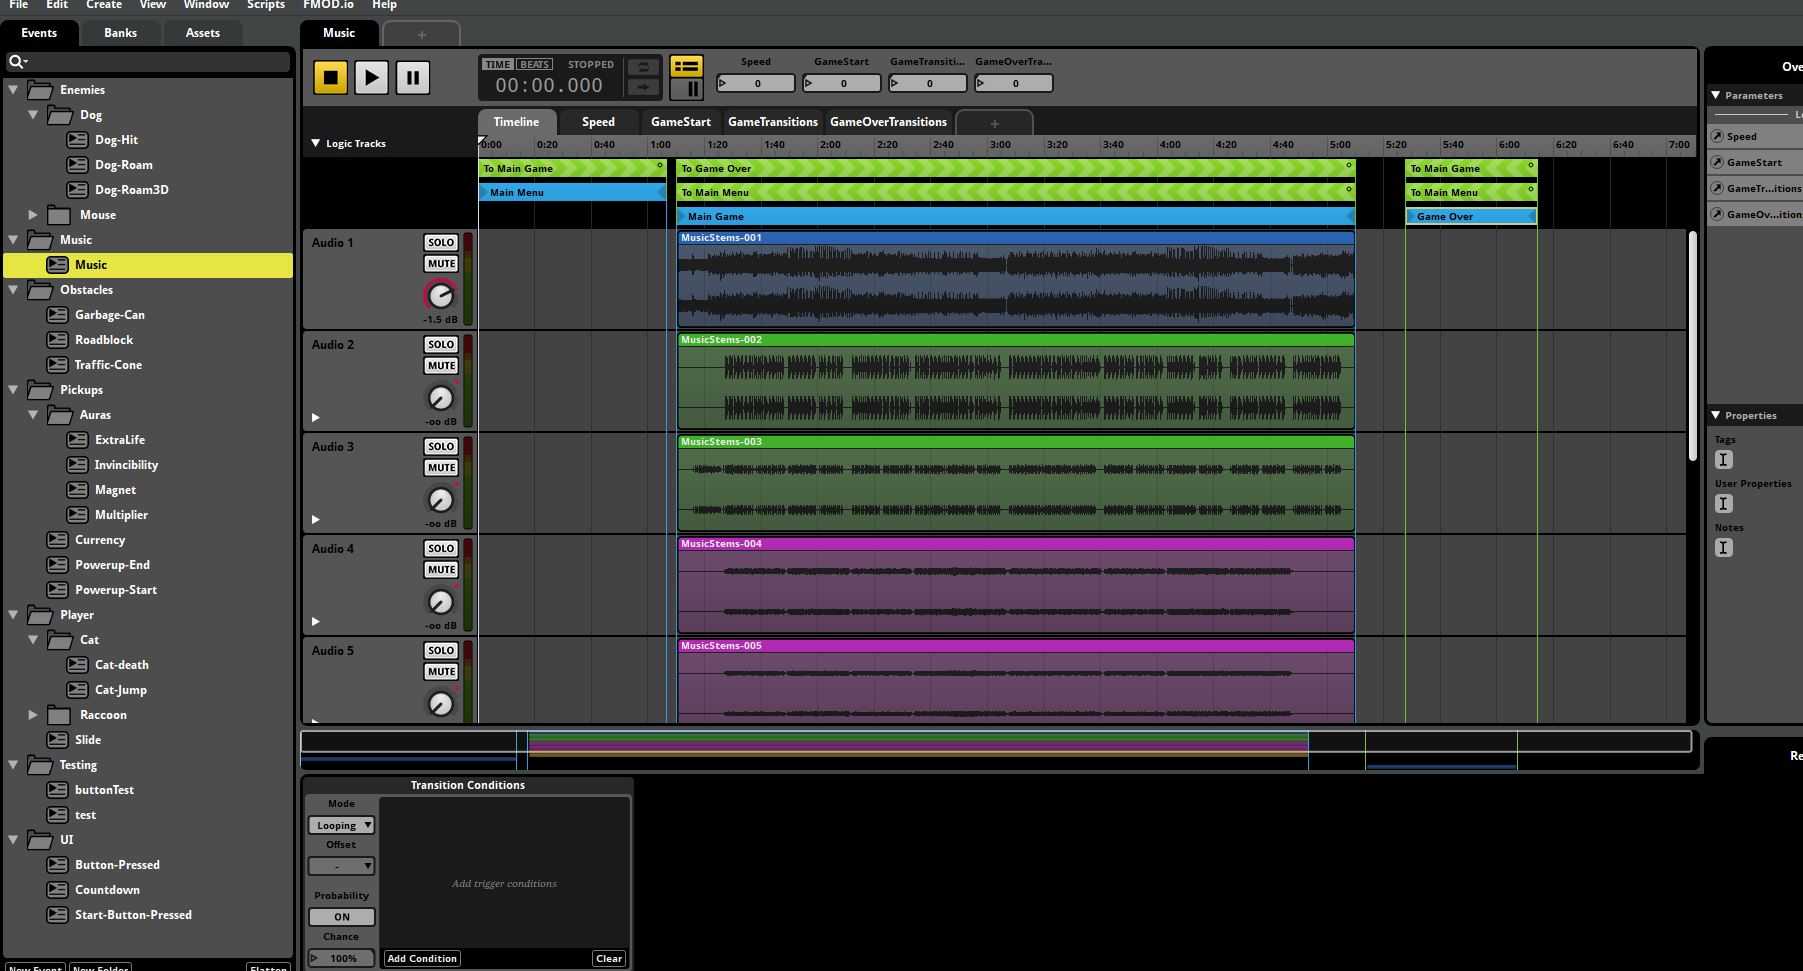 File Edit Create View Window Scripts FMOD.io Help
Events Banks Assets
Music +
Enemies
Dog
Dog-Hit
Dog-Roam
Dog-Roam3D
Mouse
Music
Music
Obstacles
Garbage-Can
Roadblock
Traffic-Cone
Pickups
Auras
ExtraLife
Invincibility
Magnet
Multiplier
Currency
Powerup-End
Powerup-Start
Player
Cat
Cat-death
Cat-Jump
Raccoon
Slide
Testing
buttonTest
test
UI
Button-Pressed
Countdown
Start-Button-Pressed
New Event New Folder Flatten
TIME BEATS STOPPED
00:00.000
Speed GameStart GameTransiti... GameOverTra...
0 0 0 0
Timeline Speed GameStart GameTransitions GameOverTransitions +
Logic Tracks
0:00 0:20 0:40 1:00 1:20 1:40 2:00 2:20 2:40 3:00 3:20 3:40 4:00 4:20 4:40 5:00 5:20 5:40 6:00 6:20 6:40 7:00
To Main Game To Game Over To Main Game
Main Menu To Main Menu To Main Menu
Main Game Game Over
Audio 1 SOLO MusicStems-001
MUTE
-1.5 dB
Audio 2 SOLO MusicStems-002
MUTE
-oo dB
Audio 3 SOLO MusicStems-003
MUTE
-oo dB
Audio 4 SOLO MusicStems-004
MUTE
-oo dB
Audio 5 SOLO MusicStems-005
MUTE
Transition Conditions
Mode
Looping
Offset
-
Probability
ON
Chance
100%
Add trigger conditions
Add Condition Clear
Ove
Parameters
Speed
GameStart
GameTr...itions
GameOv...ition
Properties
Tags
User Properties
Notes
Re